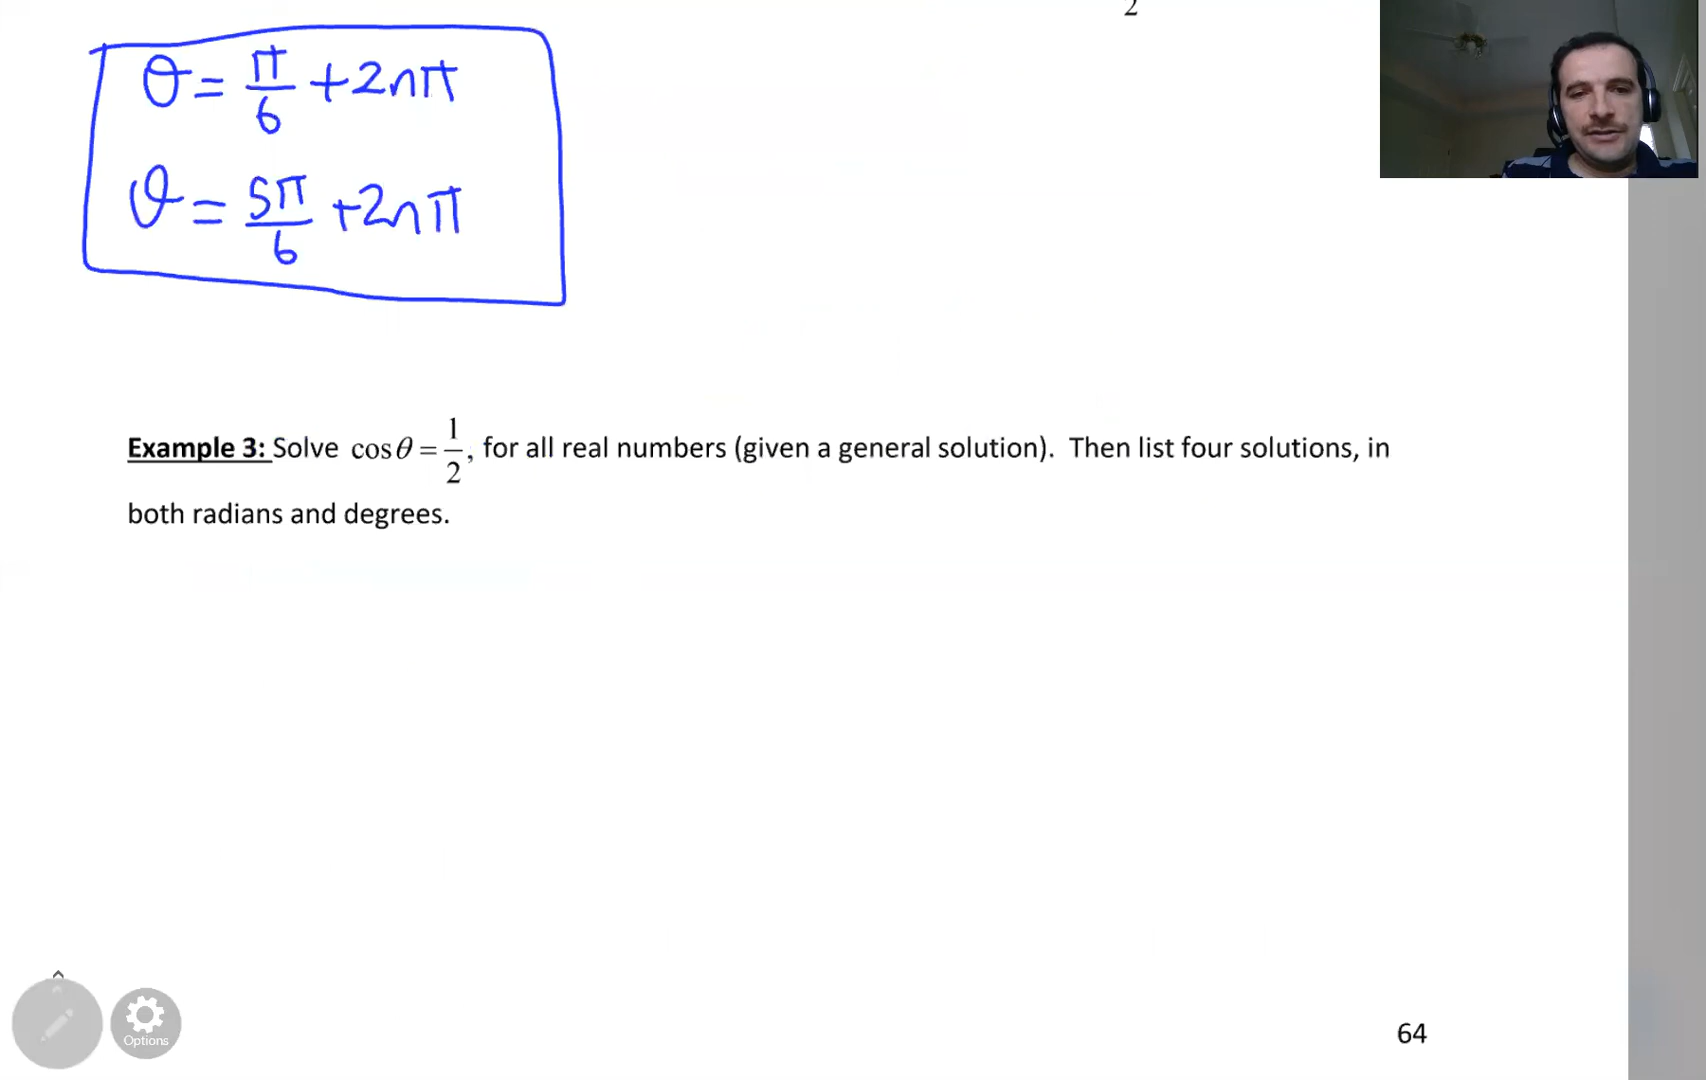 2
θ = π/6 + 2nπ
θ = 5π/6 + 2nπ
Example 3: Solve cos θ = 1/2, for all real numbers (given a general solution). Then list four solutions, in
both radians and degrees.
Options
64